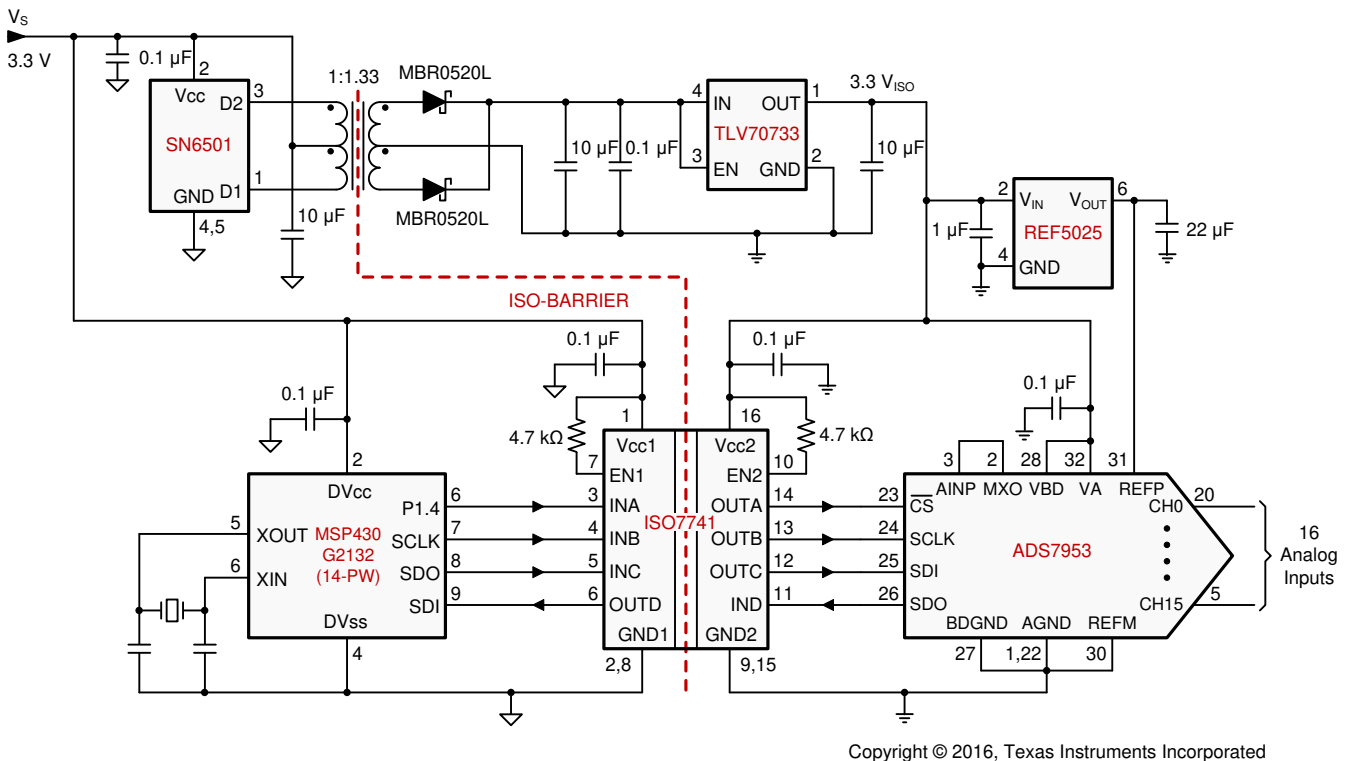 VS
3.3 V
0.1 µF
2
Vcc
D2
3
SN6501
D1
1
GND
4,5
10 µF
1:1.33
MBR0520L
MBR0520L
10 µF
0.1 µF
4
IN
OUT
1
TLV70733
3
EN
GND
2
3.3 VISO
10 µF
2
VIN
VOUT
6
1 µF
REF5025
22 µF
4
GND
ISO-BARRIER
0.1 µF
0.1 µF
0.1 µF
0.1 µF
4.7 kΩ
1
16
4.7 kΩ
Vcc1
Vcc2
7
EN1
EN2
10
3
INA
OUTA
14
4
INB
OUTB
13
5
INC
OUTC
12
6
OUTD
IND
11
ISO7741
GND1
GND2
2,8
9,15
2
DVcc
5
XOUT
6
XIN
MSP430
G2132
(14-PW)
P1.4
6
SCLK
7
SDO
8
SDI
9
DVss
4
3
2
28
32
31
AINP
MXO
VBD
VA
REFP
23
CS
24
SCLK
25
SDI
26
SDO
ADS7953
CH0
20
CH15
5
16
Analog
Inputs
BDGND
AGND
REFM
27
1,22
30
Copyright © 2016, Texas Instruments Incorporated